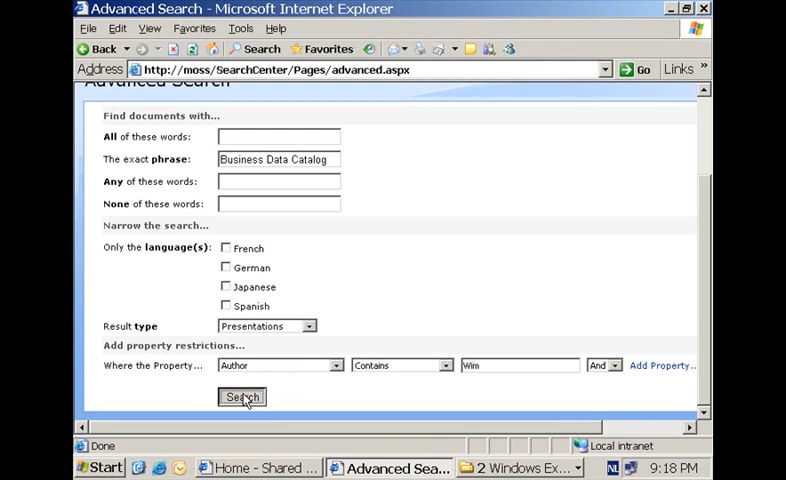 Advanced Search - Microsoft Internet Explorer
File Edit View Favorites Tools Help
Back Search Favorites
Address http://moss/SearchCenter/Pages/advanced.aspx Go Links »
Advanced Search
Find documents with...
All of these words:
The exact phrase: Business Data Catalog
Any of these words:
None of these words:
Narrow the search...
Only the language(s): French
German
Japanese
Spanish
Result type Presentations
Add property restrictions...
Where the Property... Author Contains Wim And Add Property...
Search
Done Local intranet
Start Home - Shared ... Advanced Sea... 2 Windows Ex... NL 9:18 PM